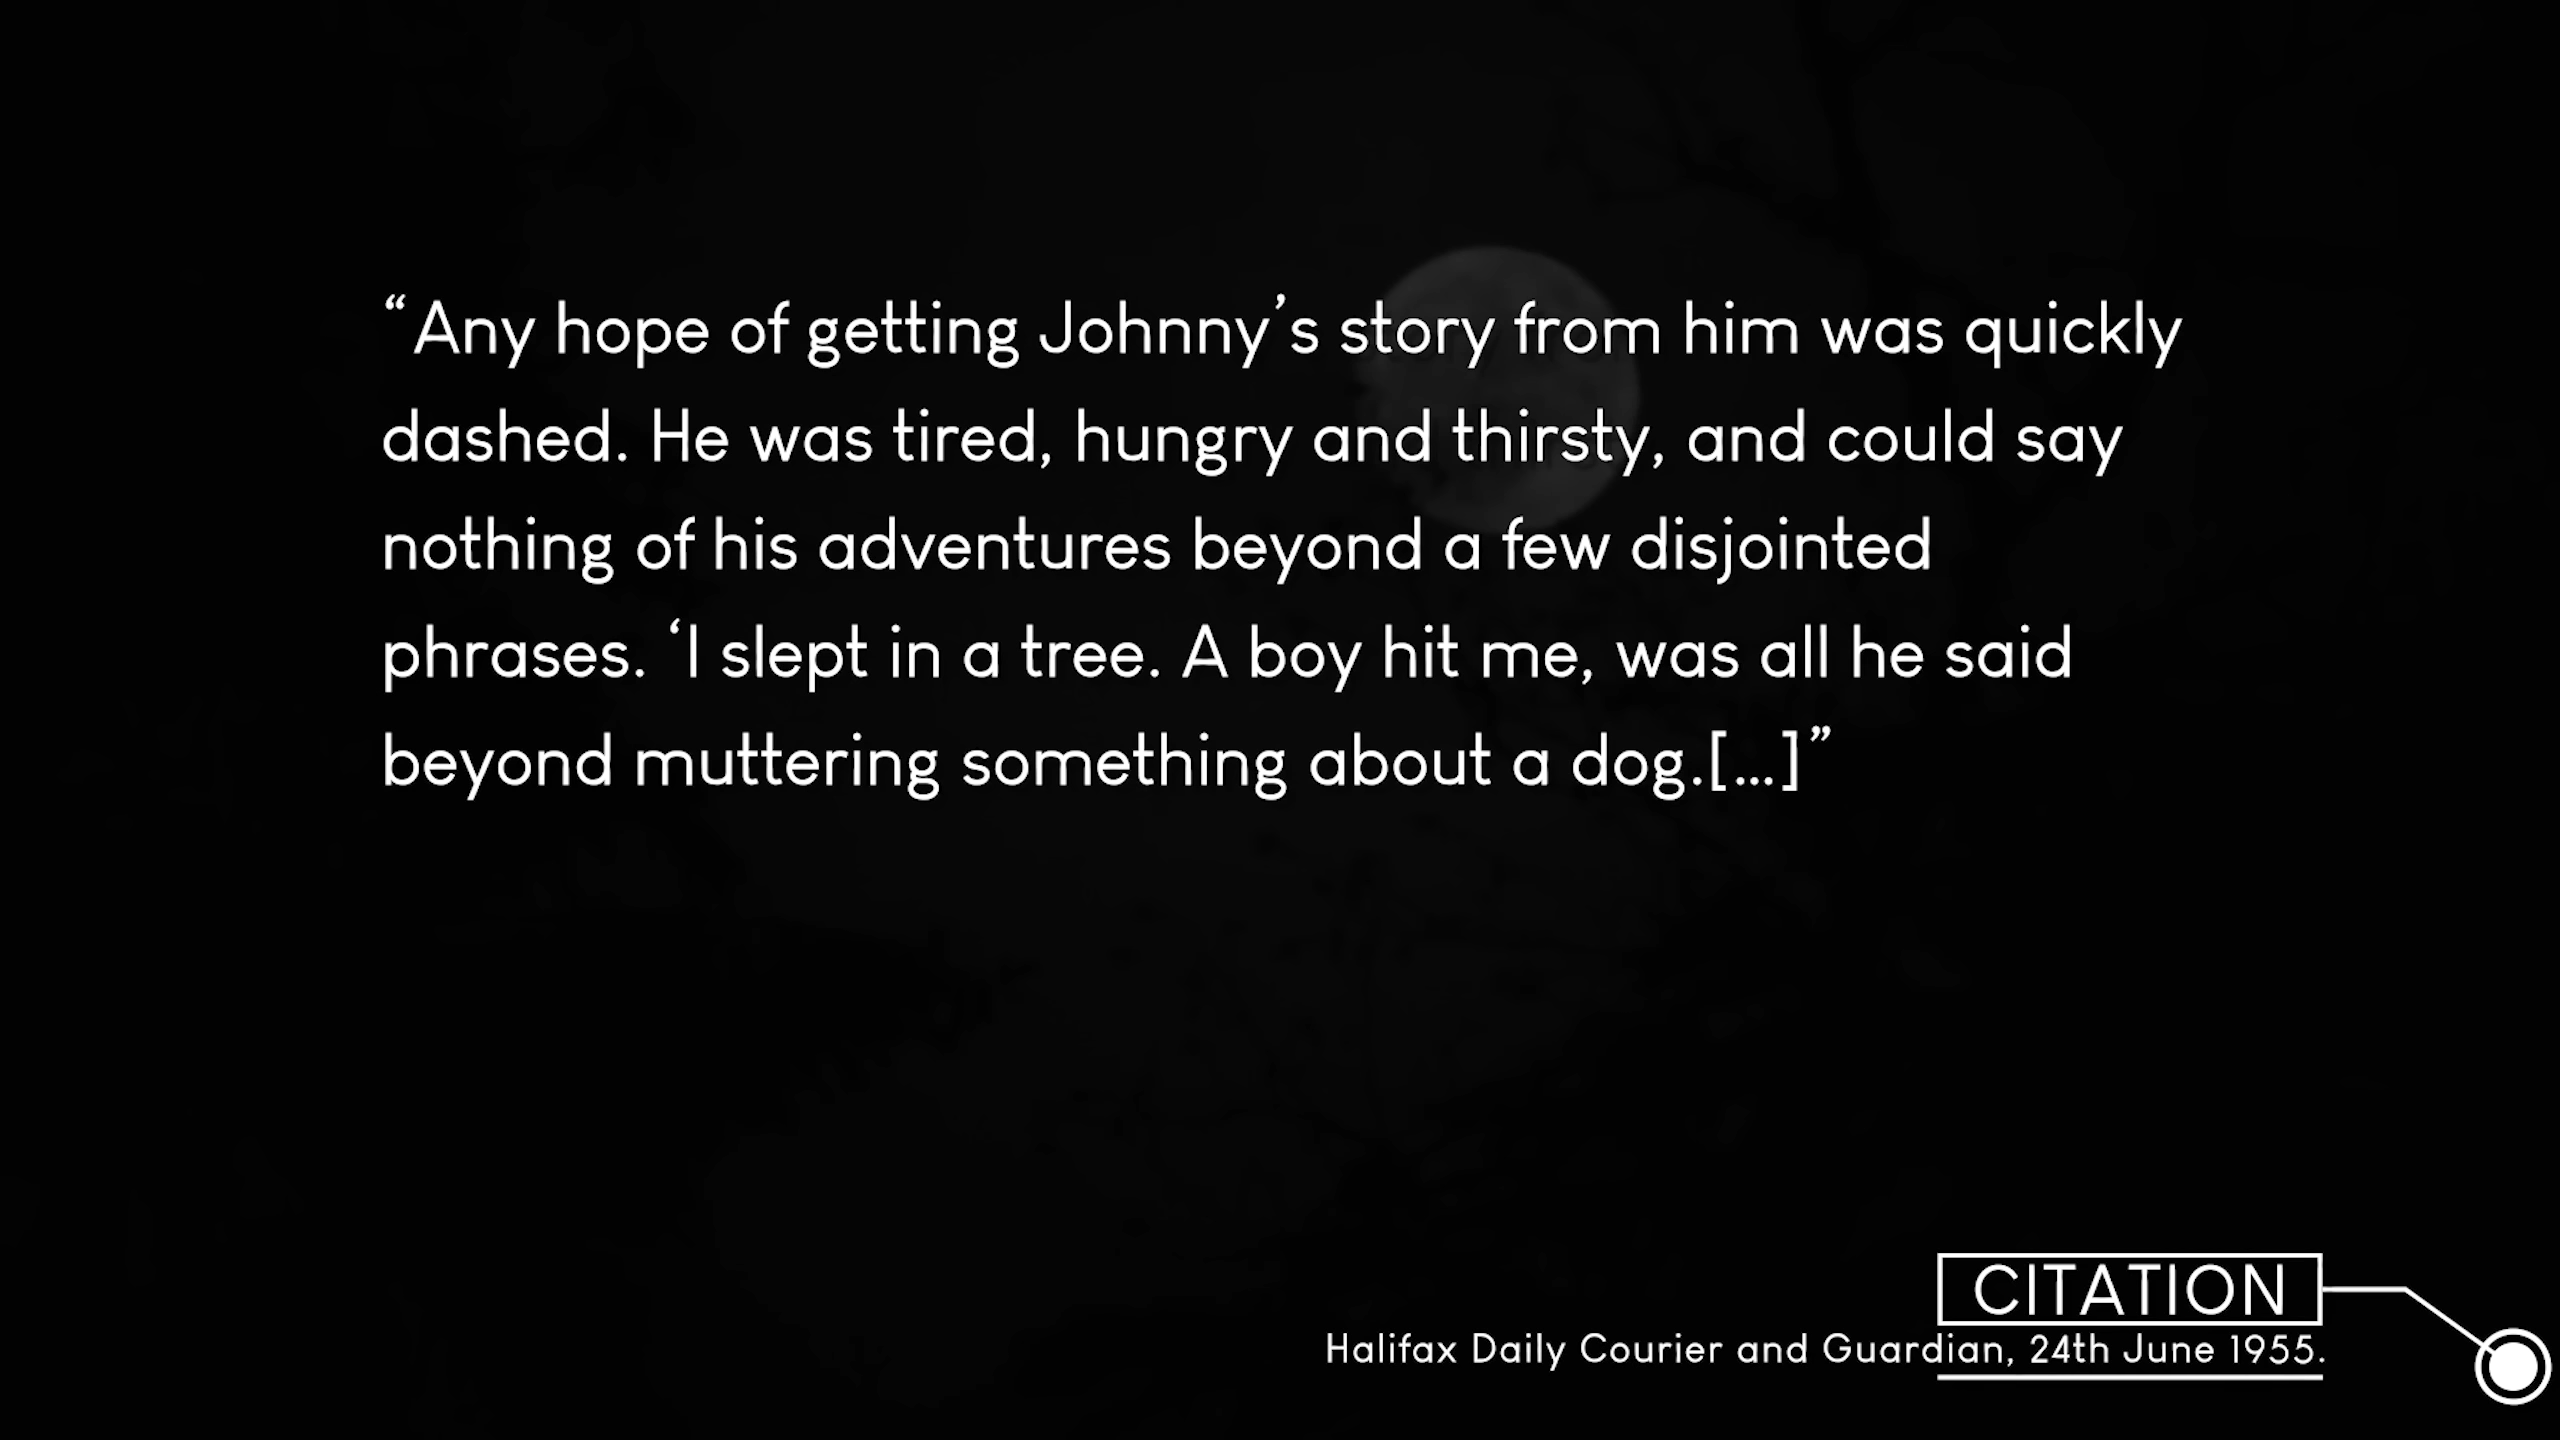 “Any hope of getting Johnny’s story from him was quickly
dashed. He was tired, hungry and thirsty, and could say
nothing of his adventures beyond a few disjointed
phrases. ‘I slept in a tree. A boy hit me, was all he said
beyond muttering something about a dog.[...]”
CITATION
Halifax Daily Courier and Guardian, 24th June 1955.